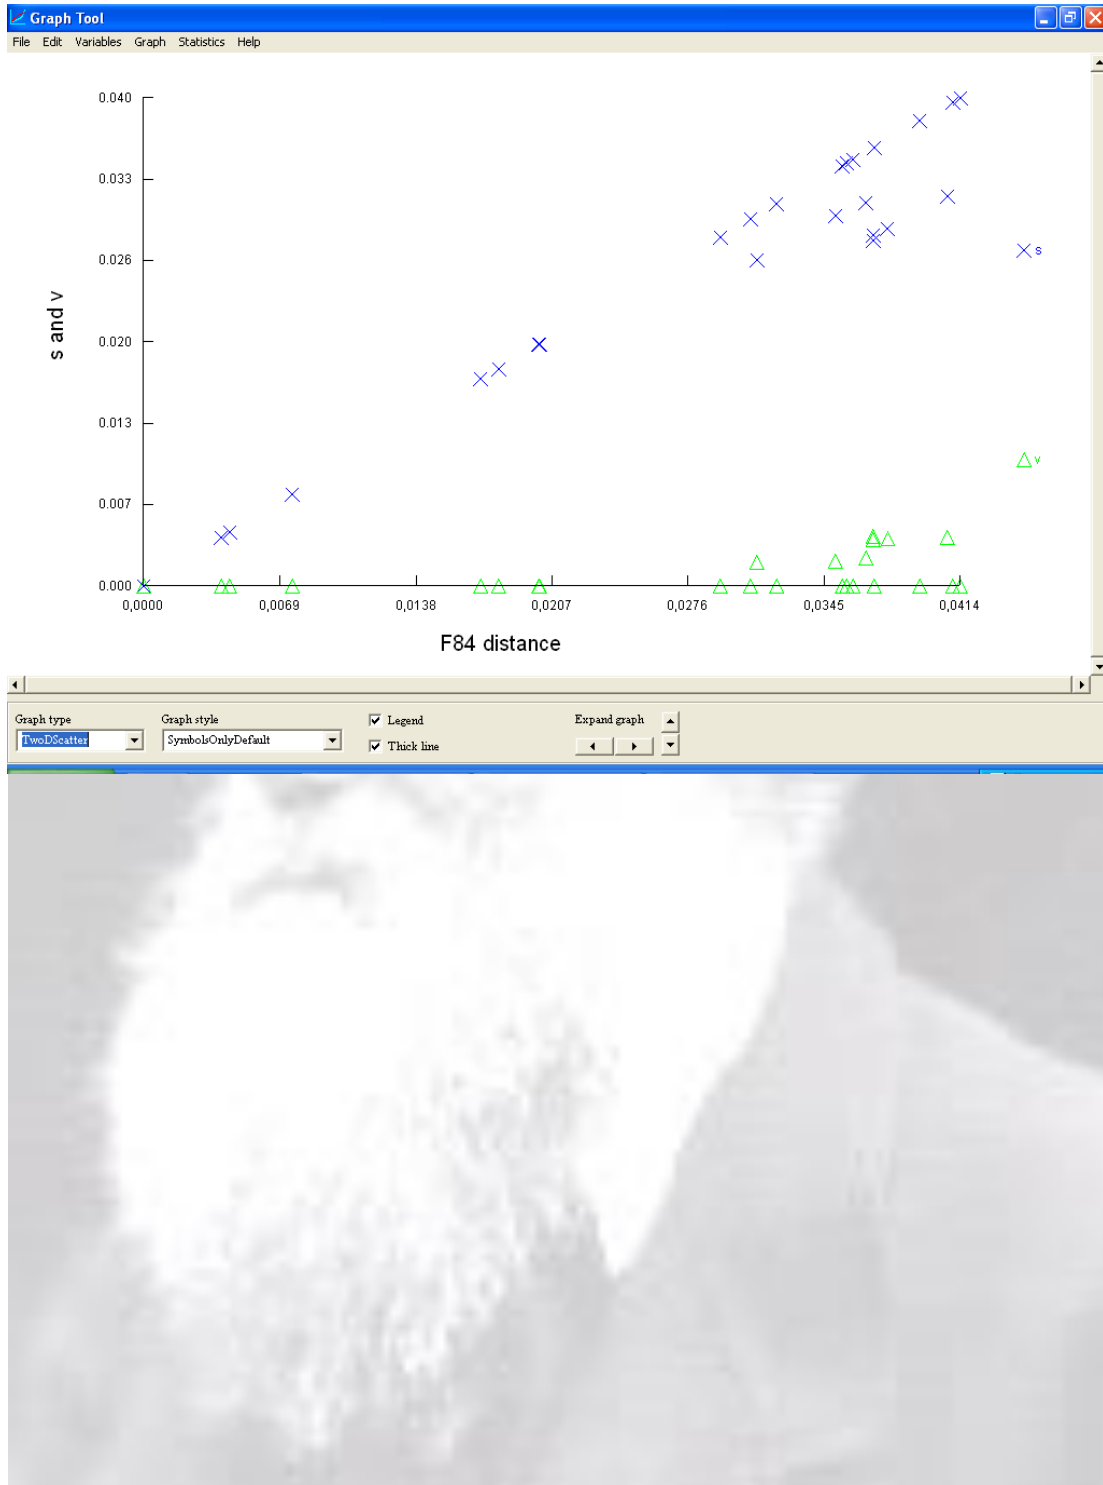 Graph Tool
File Edit Variables Graph Statistics Help
0.040
0.033
0.026
0.020
0.013
0.007
0.000
s and v
s
v
0,0000 0,0069 0,0138 0,0207 0,0276 0,0345 0,0414
F84 distance
Graph type Graph style Legend Expand graph
TwoDScatter SymbolsOnlyDefault Thick line